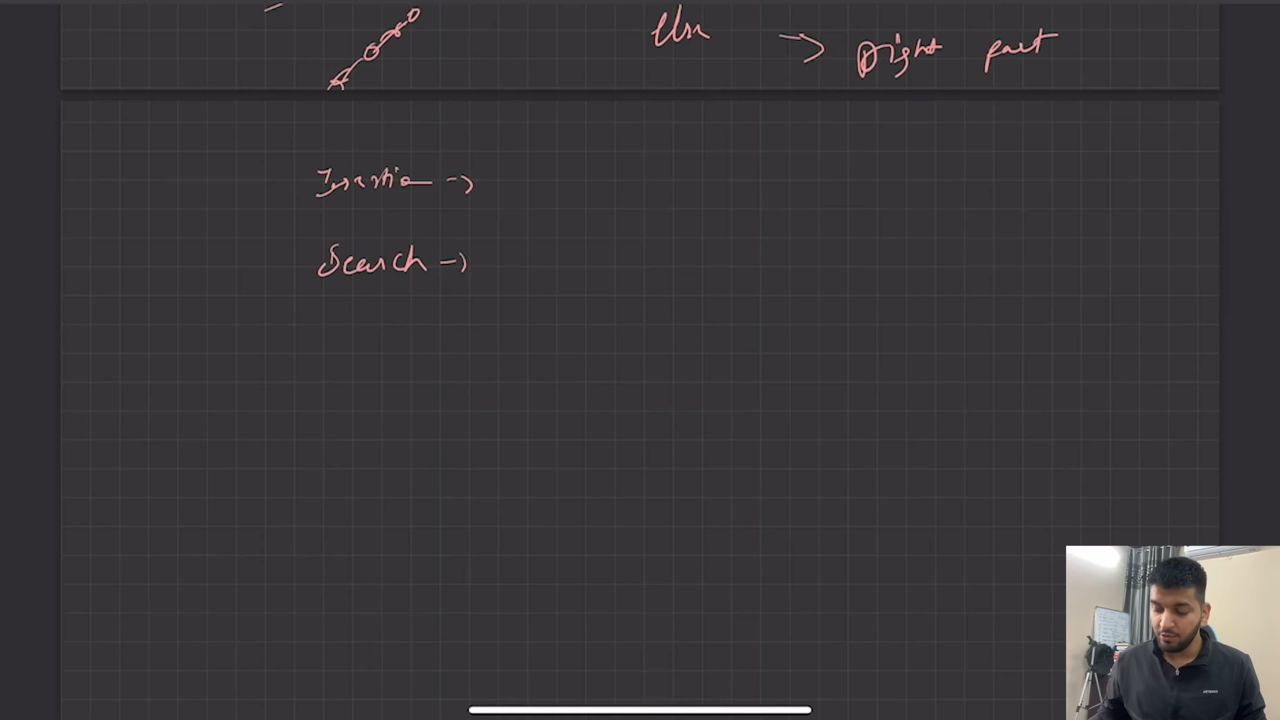 else → Right part
Insertion →
Search →